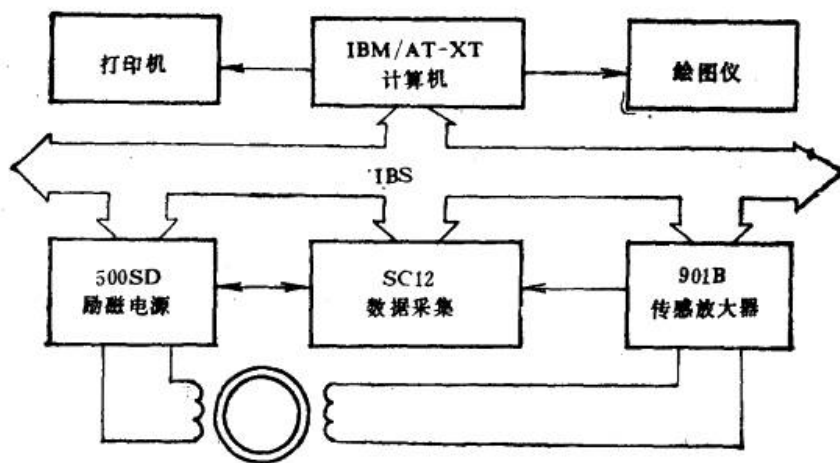 打印机
IBM/AT-XT
计算机
绘图仪
IBS
500SD
励磁电源
SC12
数据采集
901B
传感放大器